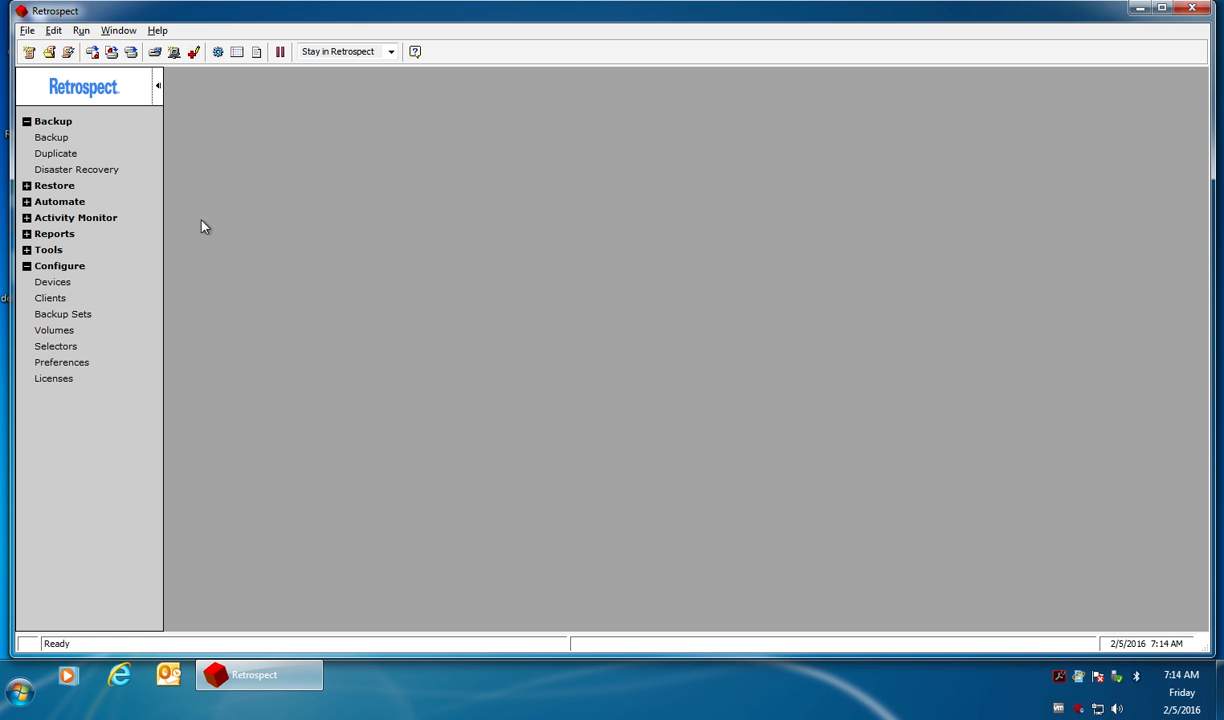 Retrospect
File Edit Run Window Help
Stay in Retrospect
Retrospect
Backup
Backup
Duplicate
Disaster Recovery
Restore
Automate
Activity Monitor
Reports
Tools
Configure
Devices
Clients
Backup Sets
Volumes
Selectors
Preferences
Licenses
Ready
2/5/2016 7:14 AM
Retrospect
7:14 AM
Friday
2/5/2016